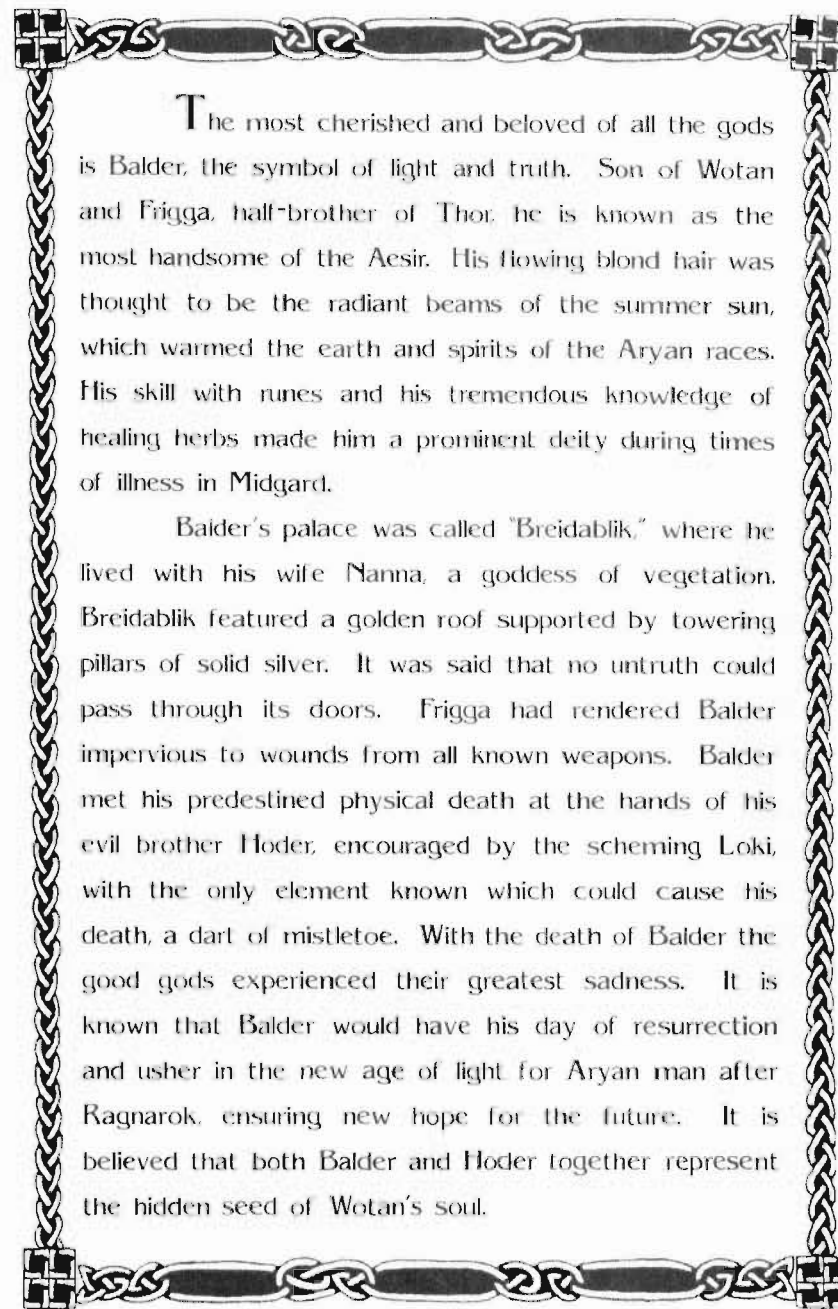 The most cherished and beloved of all the gods
is Balder, the symbol of light and truth. Son of Wotan
and Frigga, half-brother of Thor, he is known as the
most handsome of the Aesir. His flowing blond hair was
thought to be the radiant beams of the summer sun,
which warmed the earth and spirits of the Aryan races.
His skill with runes and his tremendous knowledge of
healing herbs made him a prominent deity during times
of illness in Midgard.
Balder's palace was called "Breidablik," where he
lived with his wife Nanna, a goddess of vegetation.
Breidablik featured a golden roof supported by towering
pillars of solid silver. It was said that no untruth could
pass through its doors. Frigga had rendered Balder
impervious to wounds from all known weapons. Balder
met his predestined physical death at the hands of his
evil brother Hoder, encouraged by the scheming Loki,
with the only element known which could cause his
death, a dart of mistletoe. With the death of Balder the
good gods experienced their greatest sadness. It is
known that Balder would have his day of resurrection
and usher in the new age of light for Aryan man after
Ragnarok, ensuring new hope for the future. It is
believed that both Balder and Hoder together represent
the hidden seed of Wotan's soul.